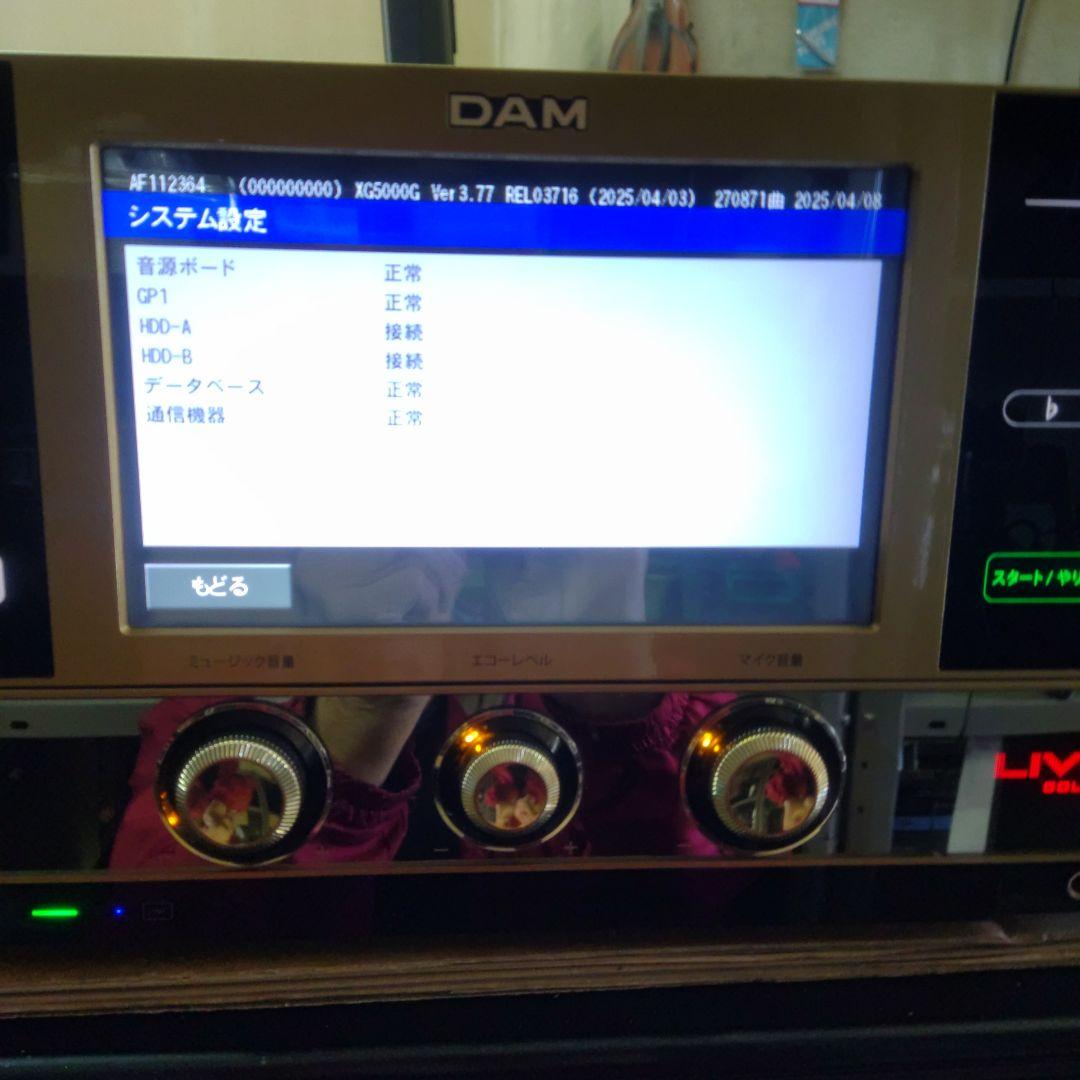 DAM
AF112364 (000000000) XG5000G Ver3.77 REL03716 (2025/04/03) 270871曲 2025/04/08
システム設定
音源ボード 正常
GP1 正常
HDD-A 接続
HDD-B 接続
データベース 正常
通信機器 正常
もどる
♭
スタート/やり
ミュージック音量 エコーレベル マイク音量
- +
LIV
GOL